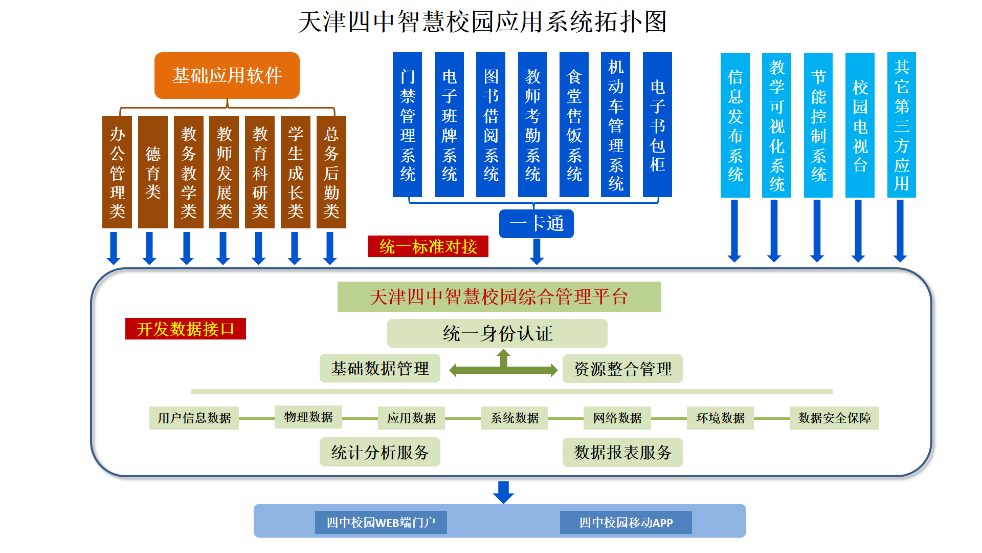 天津四中智慧校园应用系统拓扑图
基础应用软件
办公管理类
德育类
教务教学类
教师发展类
教育科研类
学生成长类
总务后勤类
门禁管理系统
电子班牌系统
图书借阅系统
教师考勤系统
食堂售饭系统
机动车管理系统
电子书包柜
一卡通
信息发布系统
教学可视化系统
节能控制系统
校园电视台
其它第三方应用
统一标准对接
天津四中智慧校园综合管理平台
开发数据接口
统一身份认证
基础数据管理
资源整合管理
用户信息数据
物理数据
应用数据
系统数据
网络数据
环境数据
数据安全保障
统计分析服务
数据报表服务
四中校园WEB端门户
四中校园移动APP